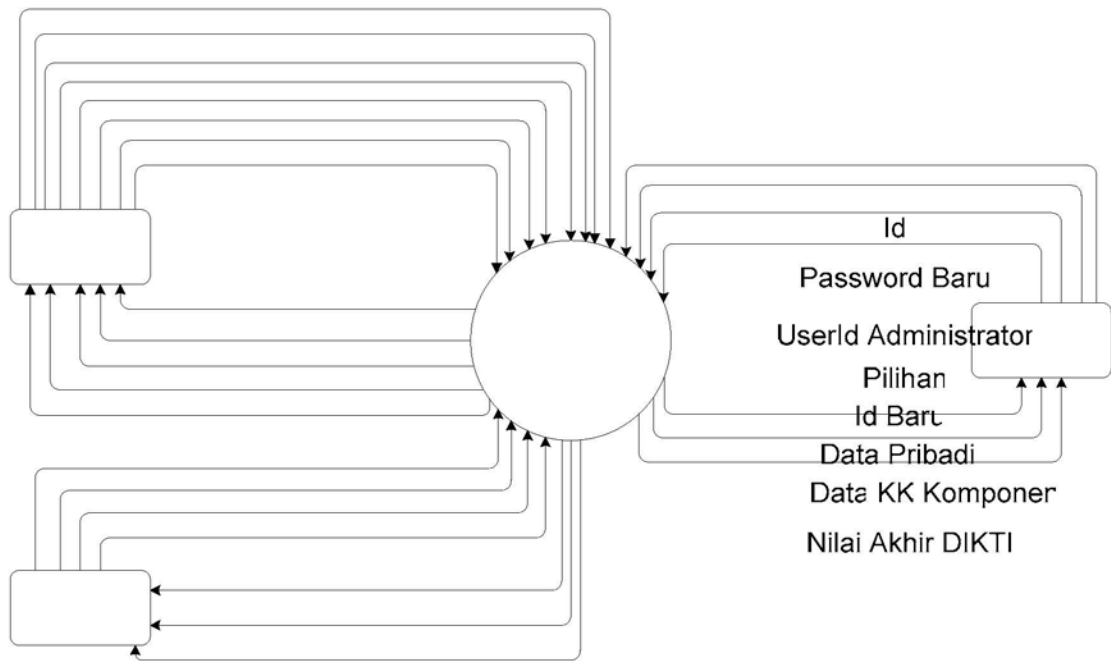 Id
Password Baru
UserId Administrator
Pilihan
Id Baru
Data Pribadi
Data KK Komponen
Nilai Akhir DIKTI